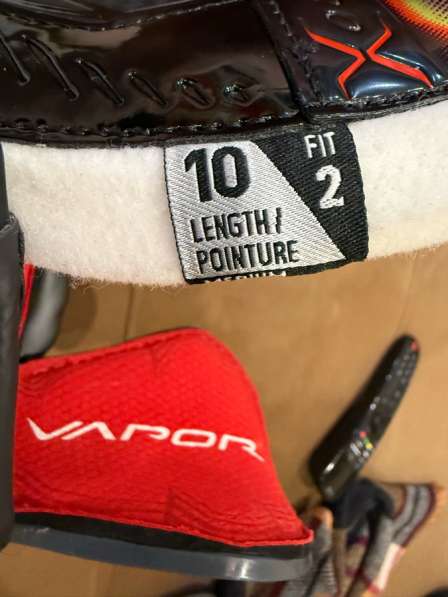 X
10
FIT
2
LENGTH/
POINTURE
VAPOR